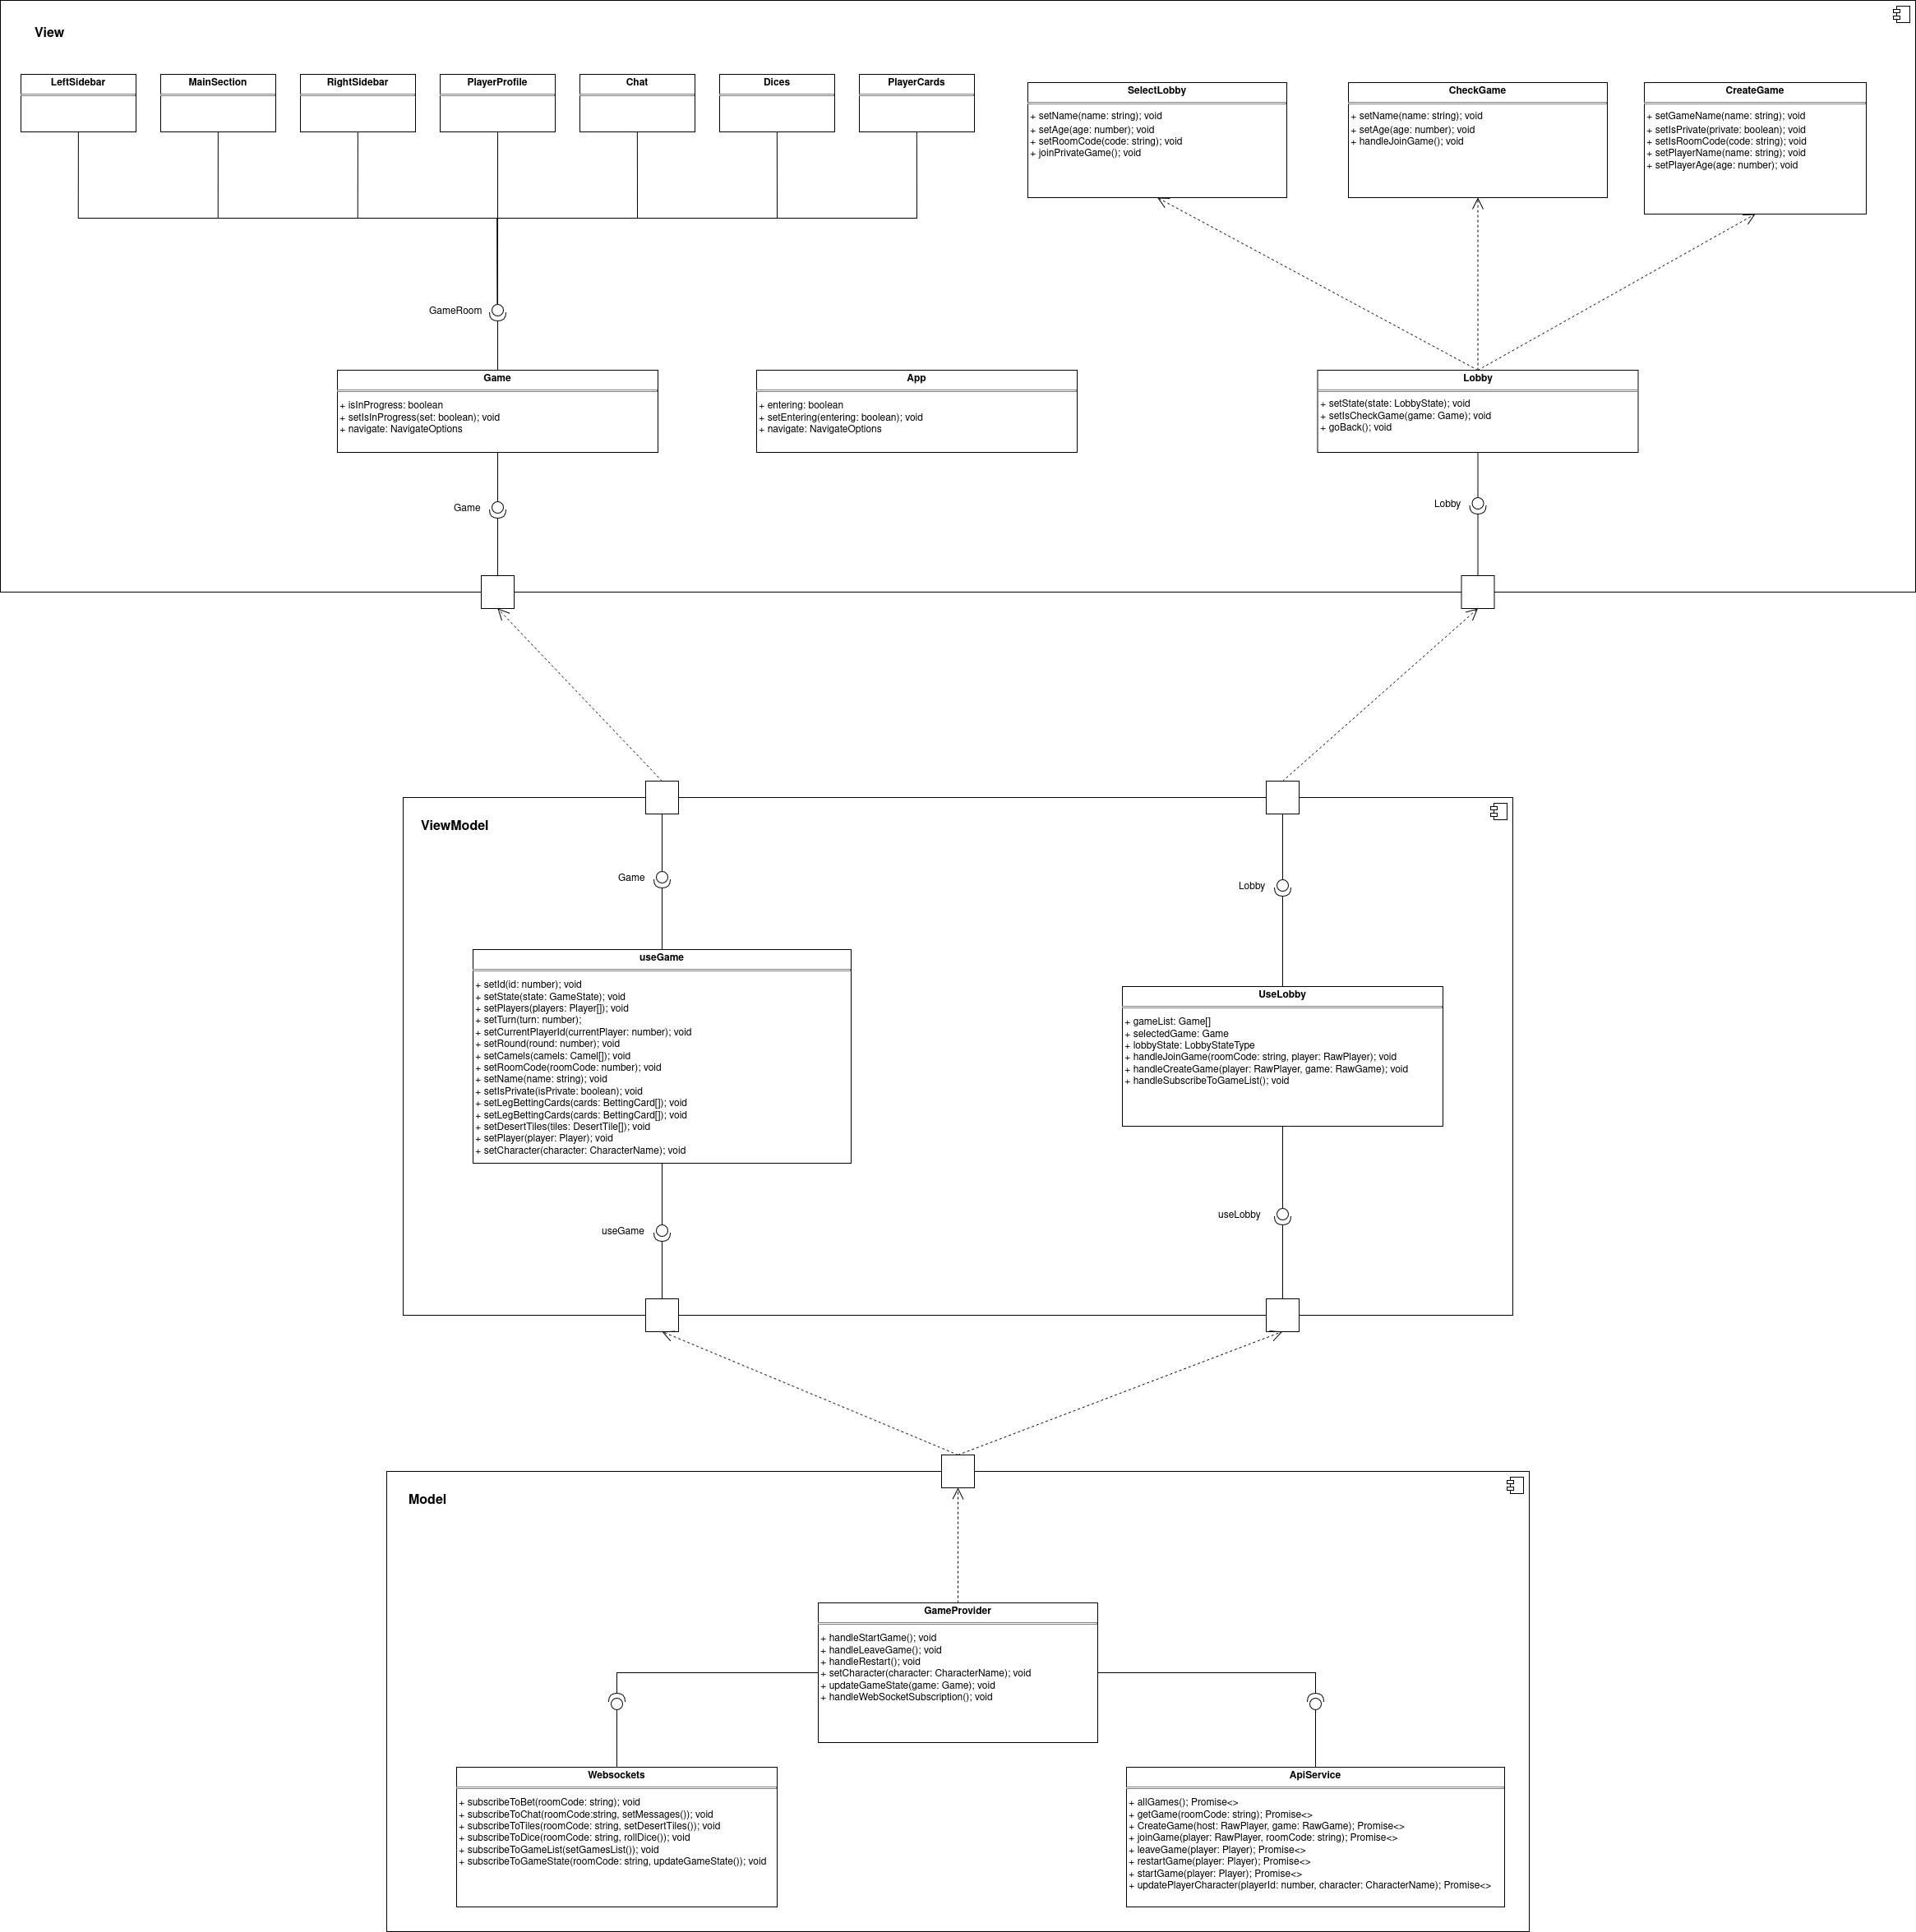 View
LeftSidebar
MainSection
RightSidebar
PlayerProfile
Chat
Dices
PlayerCards
SelectLobby
+ setName(name: string); void
+ setAge(age: number); void
+ setRoomCode(code: string); void
+ joinPrivateGame(); void
CheckGame
+ setName(name: string); void
+ setAge(age: number); void
+ handleJoinGame(); void
CreateGame
+ setGameName(name: string); void
+ setIsPrivate(private: boolean); void
+ setIsRoomCode(code: string); void
+ setPlayerName(name: string); void
+ setPlayerAge(age: number); void
GameRoom
Game
+ isInProgress: boolean
+ setIsInProgress(set: boolean); void
+ navigate: NavigateOptions
App
+ entering: boolean
+ setEntering(entering: boolean); void
+ navigate: NavigateOptions
Lobby
+ setState(state: LobbyState); void
+ setIsCheckGame(game: Game); void
+ goBack(); void
Game
Lobby
ViewModel
Game
Lobby
useGame
+ setId(id: number); void
+ setState(state: GameState); void
+ setPlayers(players: Player[]); void
+ setTurn(turn: number);
+ setCurrentPlayerId(currentPlayer: number); void
+ setRound(round: number); void
+ setCamels(camels: Camel[]); void
+ setRoomCode(roomCode: number); void
+ setName(name: string); void
+ setIsPrivate(isPrivate: boolean); void
+ setLegBettingCards(cards: BettingCard[]); void
+ setLegBettingCards(cards: BettingCard[]); void
+ setDesertTiles(tiles: DesertTile[]); void
+ setPlayer(player: Player); void
+ setCharacter(character: CharacterName); void
UseLobby
+ gameList: Game[]
+ selectedGame: Game
+ lobbyState: LobbyStateType
+ handleJoinGame(roomCode: string, player: RawPlayer); void
+ handleCreateGame(player: RawPlayer, game: RawGame); void
+ handleSubscribeToGameList(); void
useGame
useLobby
Model
GameProvider
+ handleStartGame(); void
+ handleLeaveGame(); void
+ handleRestart(); void
+ setCharacter(character: CharacterName); void
+ updateGameState(game: Game); void
+ handleWebSocketSubscription(); void
Websockets
+ subscribeToBet(roomCode: string); void
+ subscribeToChat(roomCode:string, setMessages()); void
+ subscribeToTiles(roomCode: string, setDesertTiles()); void
+ subscribeToDice(roomCode: string, rollDice()); void
+ subscribeToGameList(setGamesList()); void
+ subscribeToGameState(roomCode: string, updateGameState()); void
ApiService
+ allGames(); Promise<>
+ getGame(roomCode: string); Promise<>
+ CreateGame(host: RawPlayer, game: RawGame); Promise<>
+ joinGame(player: RawPlayer, roomCode: string); Promise<>
+ leaveGame(player: Player); Promise<>
+ restartGame(player: Player); Promise<>
+ startGame(player: Player); Promise<>
+ updatePlayerCharacter(playerId: number, character: CharacterName); Promise<>